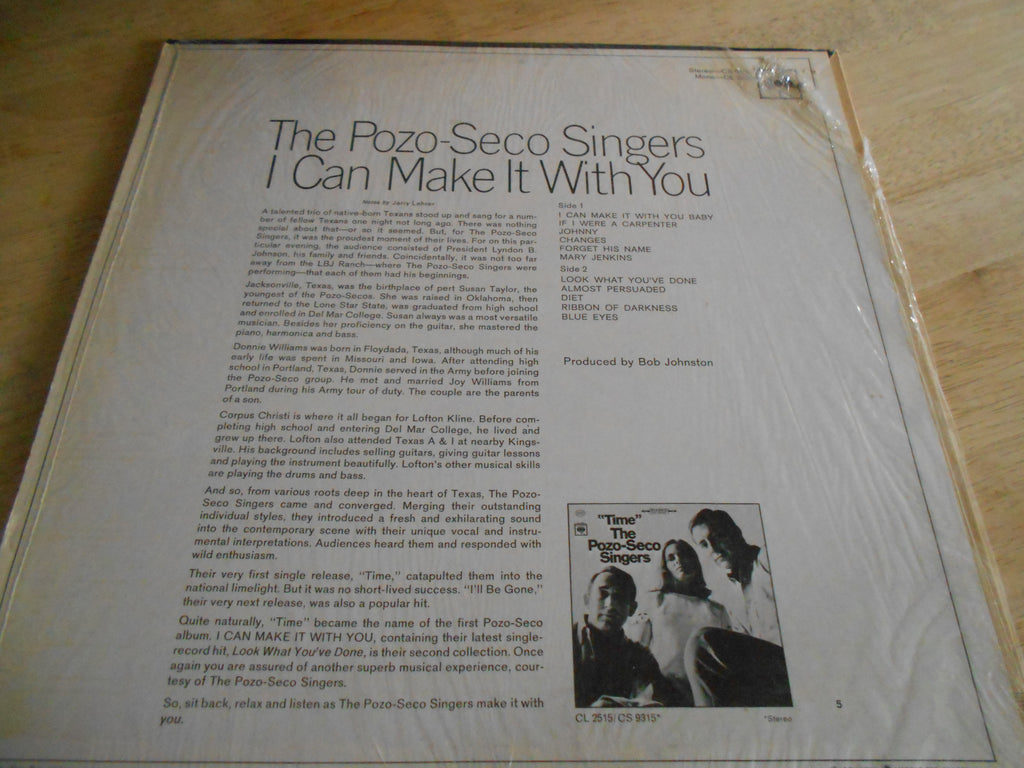 The Pozo-Seco Singers
I Can Make It With You
Notes by Jerry Lehrer
A talented trio of native-born Texans stood up and sang for a num-
ber of fellow Texans one night not long ago. There was nothing
special about that—or so it seemed. But, for The Pozo-Seco
Singers, it was the proudest moment of their lives. For on this par-
ticular evening, the audience consisted of President Lyndon B.
Johnson, his family and friends. Coincidentally, it was not too far
away from the LBJ Ranch—where The Pozo-Seco Singers were
performing—that each of them had his beginnings.
Jacksonville, Texas, was the birthplace of pert Susan Taylor, the
youngest of the Pozo-Secos. She was raised in Oklahoma, then
returned to the Lone Star State, was graduated from high school
and enrolled in Del Mar College. Susan always was a most versatile
musician. Besides her proficiency on the guitar, she mastered the
piano, harmonica and bass.
Donnie Williams was born in Floydada, Texas, although much of his
early life was spent in Missouri and Iowa. After attending high
school in Portland, Texas, Donnie served in the Army before joining
the Pozo-Seco group. He met and married Joy Williams from
Portland during his Army tour of duty. The couple are the parents
of a son.
Corpus Christi is where it all began for Lofton Kline. Before com-
pleting high school and entering Del Mar College, he lived and
grew up there. Lofton also attended Texas A & I at nearby Kings-
ville. His background includes selling guitars, giving guitar lessons
and playing the instrument beautifully. Lofton's other musical skills
are playing the drums and bass.
And so, from various roots deep in the heart of Texas, The Pozo-
Seco Singers came and converged. Merging their outstanding
individual styles, they introduced a fresh and exhilarating sound
into the contemporary scene with their unique vocal and instru-
mental interpretations. Audiences heard them and responded with
wild enthusiasm.
Their very first single release, "Time," catapulted them into the
national limelight. But it was no short-lived success. "I'll Be Gone,"
their very next release, was also a popular hit.
Quite naturally, "Time" became the name of the first Pozo-Seco
album. I CAN MAKE IT WITH YOU, containing their latest single-
record hit, Look What You've Done, is their second collection. Once
again you are assured of another superb musical experience, cour-
tesy of The Pozo-Seco Singers.
So, sit back, relax and listen as The Pozo-Seco Singers make it with
you.
Stereo—CS
Mono—CL
Side 1
I CAN MAKE IT WITH YOU BABY
IF I WERE A CARPENTER
JOHNNY
CHANGES
FORGET HIS NAME
MARY JENKINS
Side 2
LOOK WHAT YOU'VE DONE
ALMOST PERSUADED
DIET
RIBBON OF DARKNESS
BLUE EYES
Produced by Bob Johnston
"Time"
The
Pozo-Seco
Singers
CL 2515/CS 9315*
*Stereo
5